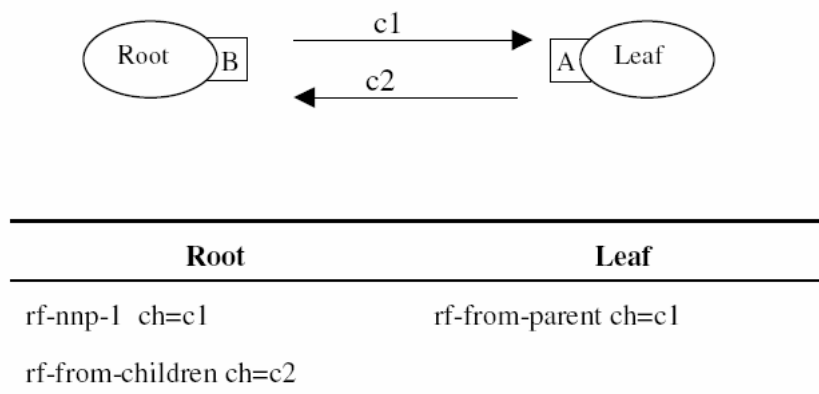 c1
Root B A Leaf
c2
Root Leaf
rf-nnp-1 ch=c1 rf-from-parent ch=c1
rf-from-children ch=c2